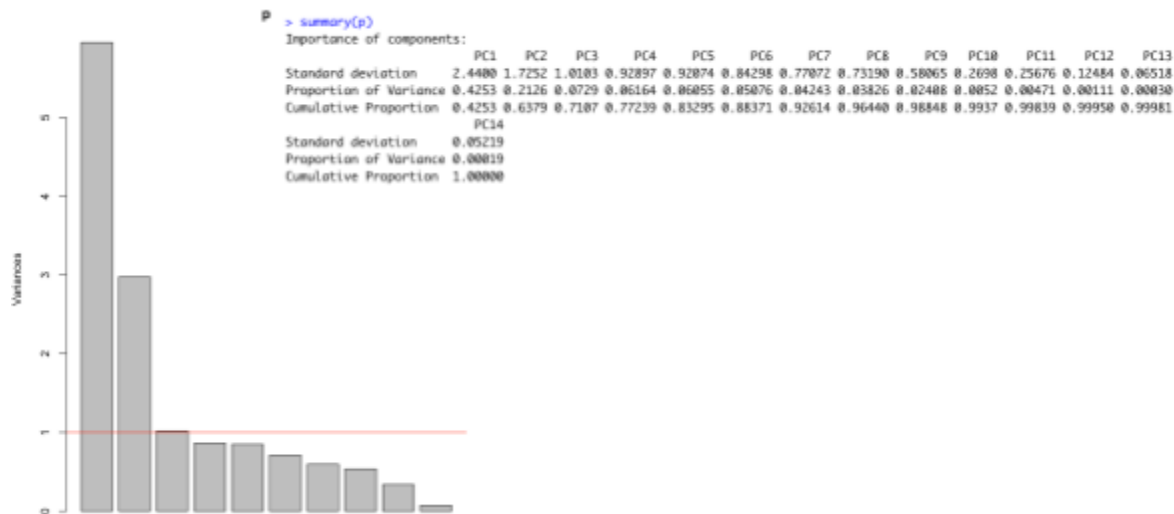 P
> summary(p)
Importance of components:
PC1 PC2 PC3 PC4 PC5 PC6 PC7 PC8 PC9 PC10 PC11 PC12 PC13
Standard deviation 2.4400 1.7252 1.0103 0.92897 0.92074 0.84298 0.77072 0.73190 0.58065 0.2698 0.25676 0.12484 0.06518
Proportion of Variance 0.4253 0.2126 0.0729 0.06164 0.06055 0.05076 0.04243 0.03826 0.02408 0.0052 0.00471 0.00111 0.00030
Cumulative Proportion 0.4253 0.6379 0.7107 0.77239 0.83295 0.88371 0.92614 0.96440 0.98848 0.9937 0.99839 0.99950 0.99981
PC14
Standard deviation 0.05219
Proportion of Variance 0.00019
Cumulative Proportion 1.00000
5
4
3
Variances
2
1
0